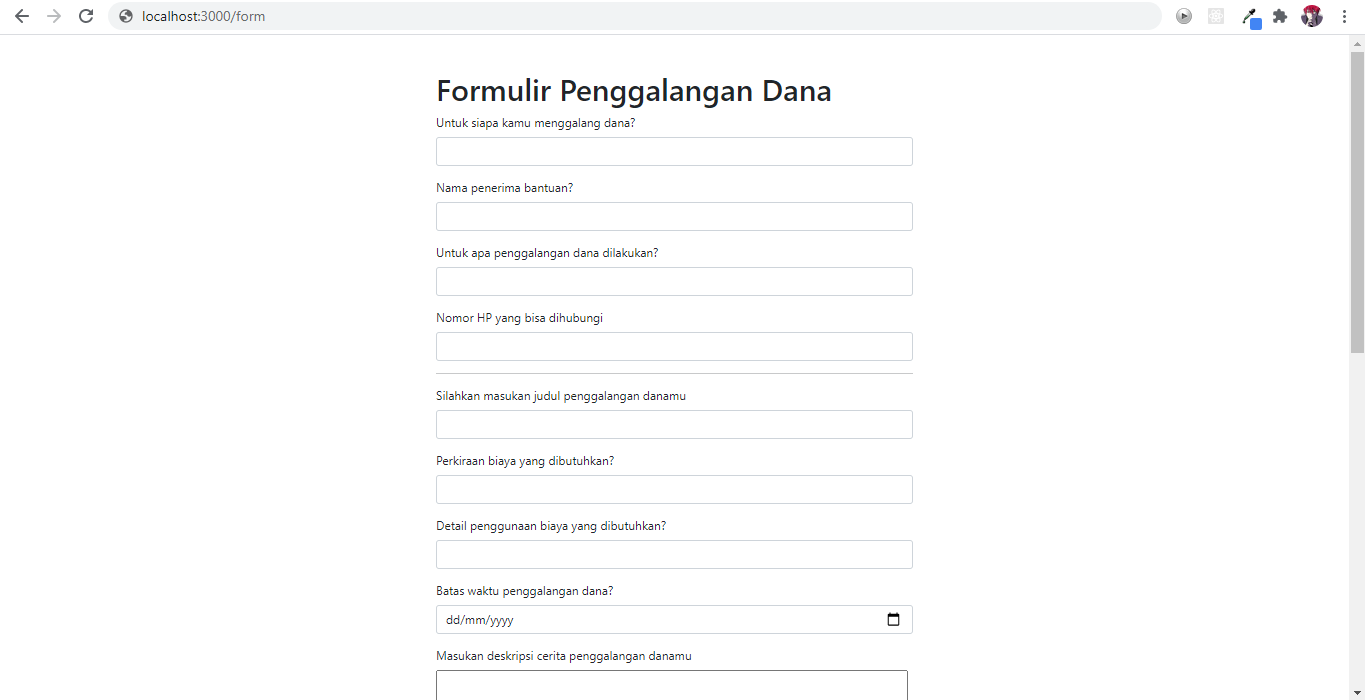 localhost:3000/form
Formulir Penggalangan Dana
Untuk siapa kamu menggalang dana?
Nama penerima bantuan?
Untuk apa penggalangan dana dilakukan?
Nomor HP yang bisa dihubungi
Silahkan masukan judul penggalangan danamu
Perkiraan biaya yang dibutuhkan?
Detail penggunaan biaya yang dibutuhkan?
Batas waktu penggalangan dana?
dd/mm/yyyy
Masukan deskripsi cerita penggalangan danamu